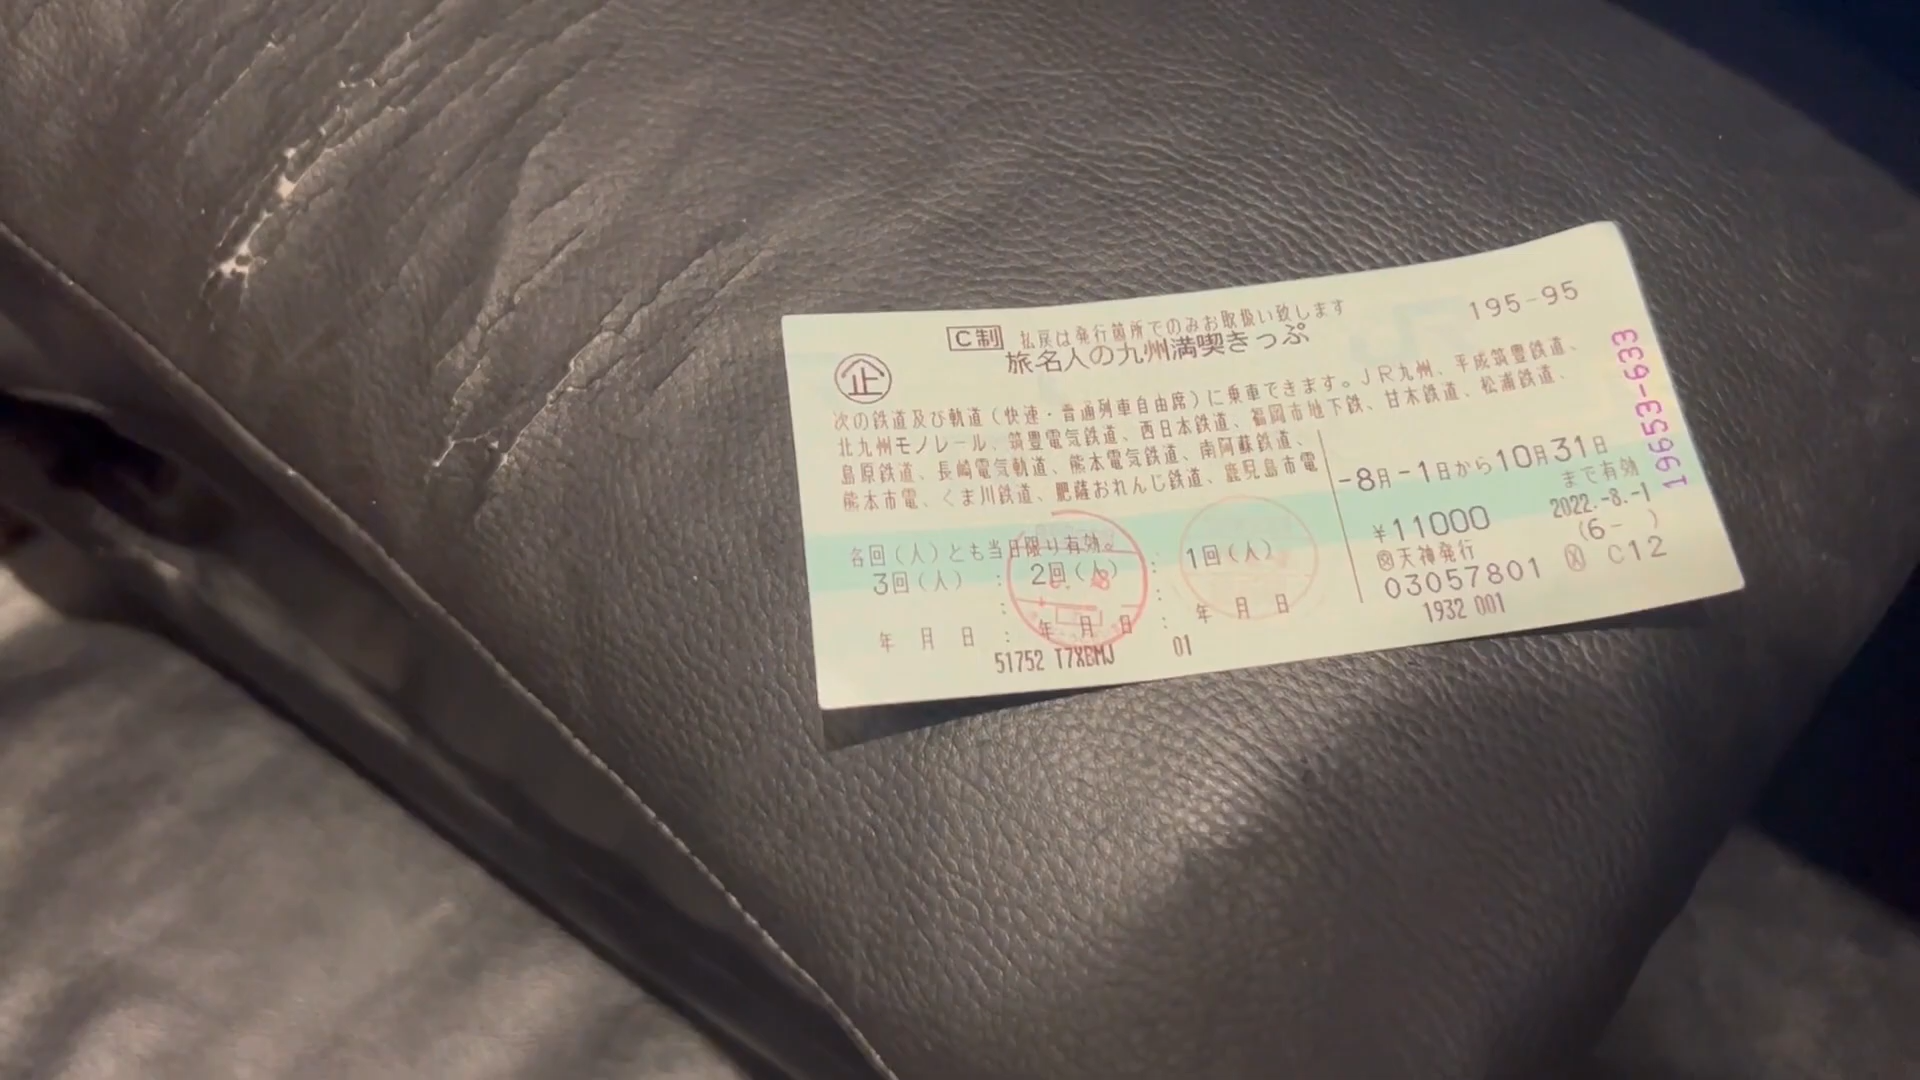 C制 払戻は発行箇所でのみお取扱い致します 195-95
企 旅名人の九州満喫きっぷ
次の鉄道及び軌道(快速・普通列車自由席)に乗車できます。JR九州、平成筑豊鉄道、
北九州モノレール、筑豊電気鉄道、西日本鉄道、福岡市地下鉄、甘木鉄道、松浦鉄道、
島原鉄道、長崎電気軌道、熊本電気鉄道、南阿蘇鉄道、
熊本市電、くま川鉄道、肥薩おれんじ鉄道、鹿児島市電
-8月-1日から10月31日
まで有効
各回(人)とも当日限り有効。
3回(人) : 2回(人) : 1回(人)
年 月 日 : 年 月 日 : 年 月 日
¥11000 2022.-8.-1
天神発行 (6- )
03057801 C12
51752 01 1932 001
19653-633